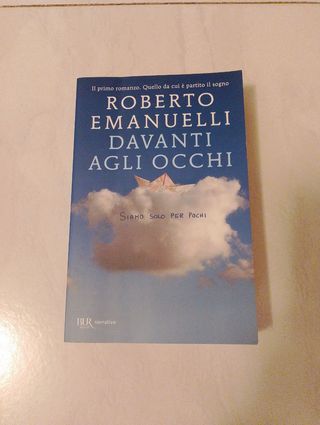 Il primo romanzo. Quello da cui è partito il sogno
ROBERTO
EMANUELLI
DAVANTI
AGLI OCCHI
SIAMO SOLO PER POCHI
BUR narrativa